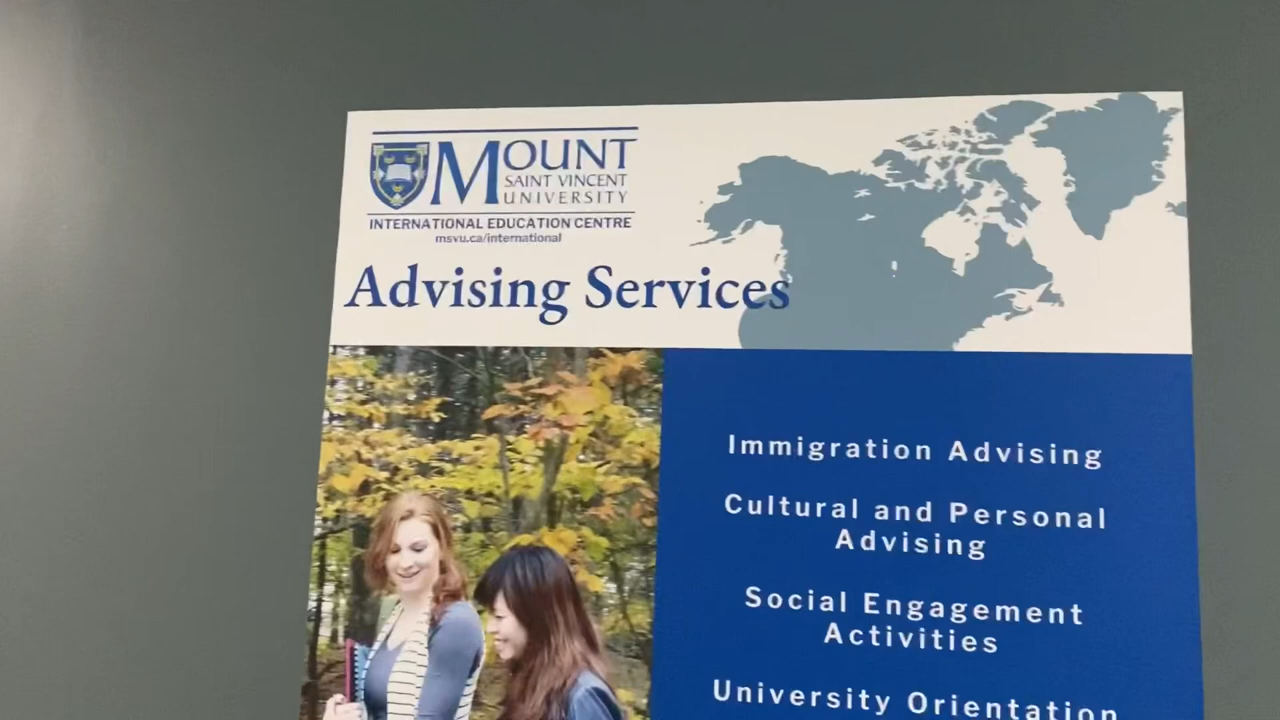 MOUNT
SAINT VINCENT
UNIVERSITY
INTERNATIONAL EDUCATION CENTRE
msvu.ca/international
Advising Services
Immigration Advising
Cultural and Personal
Advising
Social Engagement
Activities
University Orientation